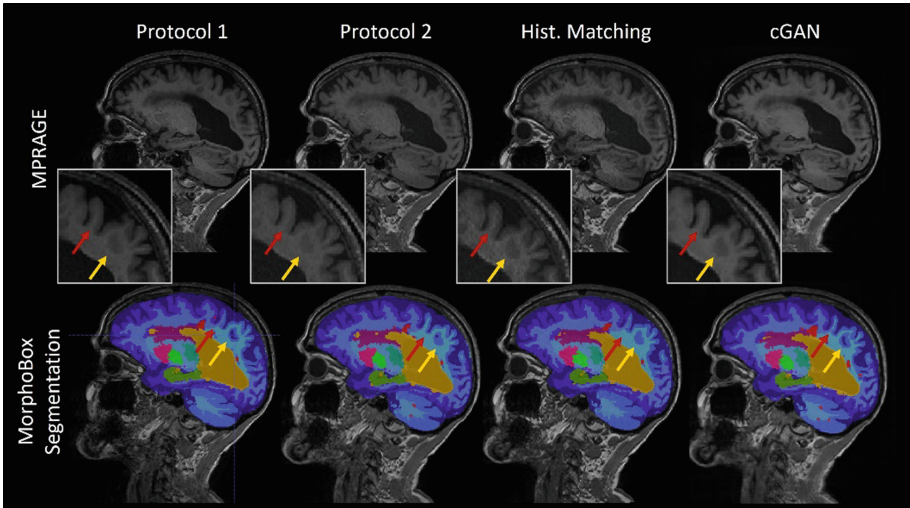 Protocol 1
Protocol 2
Hist. Matching
cGAN
MPRAGE
MorphoBox
Segmentation